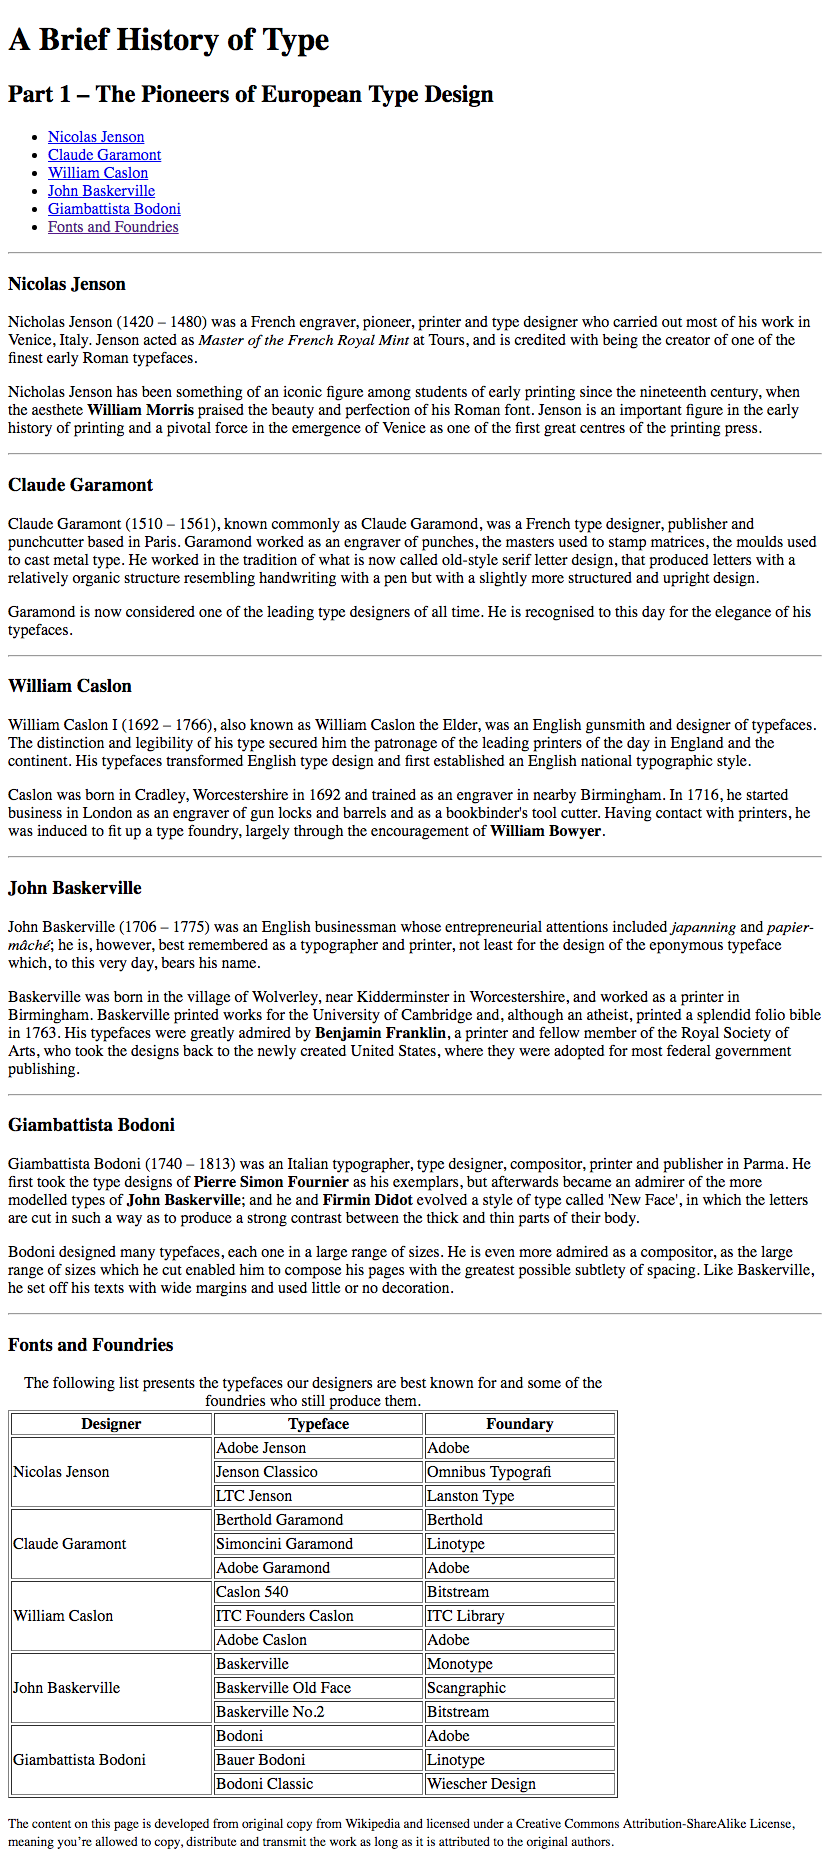 A Brief History of Type
Part 1 – The Pioneers of European Type Design
• Nicolas Jenson
• Claude Garamont
• William Caslon
• John Baskerville
• Giambattista Bodoni
• Fonts and Foundries
Nicolas Jenson
Nicholas Jenson (1420 – 1480) was a French engraver, pioneer, printer and type designer who carried out most of his work in
Venice, Italy. Jenson acted as Master of the French Royal Mint at Tours, and is credited with being the creator of one of the
finest early Roman typefaces.
Nicholas Jenson has been something of an iconic figure among students of early printing since the nineteenth century, when
the aesthete William Morris praised the beauty and perfection of his Roman font. Jenson is an important figure in the early
history of printing and a pivotal force in the emergence of Venice as one of the first great centres of the printing press.
Claude Garamont
Claude Garamont (1510 – 1561), known commonly as Claude Garamond, was a French type designer, publisher and
punchcutter based in Paris. Garamond worked as an engraver of punches, the masters used to stamp matrices, the moulds used
to cast metal type. He worked in the tradition of what is now called old-style serif letter design, that produced letters with a
relatively organic structure resembling handwriting with a pen but with a slightly more structured and upright design.
Garamond is now considered one of the leading type designers of all time. He is recognised to this day for the elegance of his
typefaces.
William Caslon
William Caslon I (1692 – 1766), also known as William Caslon the Elder, was an English gunsmith and designer of typefaces.
The distinction and legibility of his type secured him the patronage of the leading printers of the day in England and the
continent. His typefaces transformed English type design and first established an English national typographic style.
Caslon was born in Cradley, Worcestershire in 1692 and trained as an engraver in nearby Birmingham. In 1716, he started
business in London as an engraver of gun locks and barrels and as a bookbinder's tool cutter. Having contact with printers, he
was induced to fit up a type foundry, largely through the encouragement of William Bowyer.
John Baskerville
John Baskerville (1706 – 1775) was an English businessman whose entrepreneurial attentions included japanning and papier-
mâché; he is, however, best remembered as a typographer and printer, not least for the design of the eponymous typeface
which, to this very day, bears his name.
Baskerville was born in the village of Wolverley, near Kidderminster in Worcestershire, and worked as a printer in
Birmingham. Baskerville printed works for the University of Cambridge and, although an atheist, printed a splendid folio bible
in 1763. His typefaces were greatly admired by Benjamin Franklin, a printer and fellow member of the Royal Society of
Arts, who took the designs back to the newly created United States, where they were adopted for most federal government
publishing.
Giambattista Bodoni
Giambattista Bodoni (1740 – 1813) was an Italian typographer, type designer, compositor, printer and publisher in Parma. He
first took the type designs of Pierre Simon Fournier as his exemplars, but afterwards became an admirer of the more
modelled types of John Baskerville; and he and Firmin Didot evolved a style of type called 'New Face', in which the letters
are cut in such a way as to produce a strong contrast between the thick and thin parts of their body.
Bodoni designed many typefaces, each one in a large range of sizes. He is even more admired as a compositor, as the large
range of sizes which he cut enabled him to compose his pages with the greatest possible subtlety of spacing. Like Baskerville,
he set off his texts with wide margins and used little or no decoration.
Fonts and Foundries
The following list presents the typefaces our designers are best known for and some of the
foundries who still produce them.
Designer Typeface Foundary
Nicolas Jenson Adobe Jenson Adobe
Jenson Classico Omnibus Typografi
LTC Jenson Lanston Type
Claude Garamont Berthold Garamond Berthold
Simoncini Garamond Linotype
Adobe Garamond Adobe
William Caslon Caslon 540 Bitstream
ITC Founders Caslon ITC Library
Adobe Caslon Adobe
John Baskerville Baskerville Monotype
Baskerville Old Face Scangraphic
Baskerville No.2 Bitstream
Giambattista Bodoni Bodoni Adobe
Bauer Bodoni Linotype
Bodoni Classic Wiescher Design
The content on this page is developed from original copy from Wikipedia and licensed under a Creative Commons Attribution-ShareAlike License,
meaning you’re allowed to copy, distribute and transmit the work as long as it is attributed to the original authors.